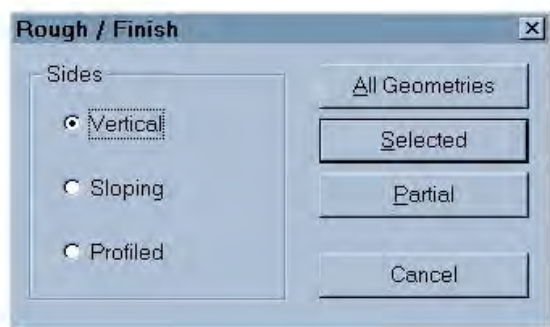 Rough / Finish
Sides
Vertical
Sloping
Profiled
All Geometries
Selected
Partial
Cancel